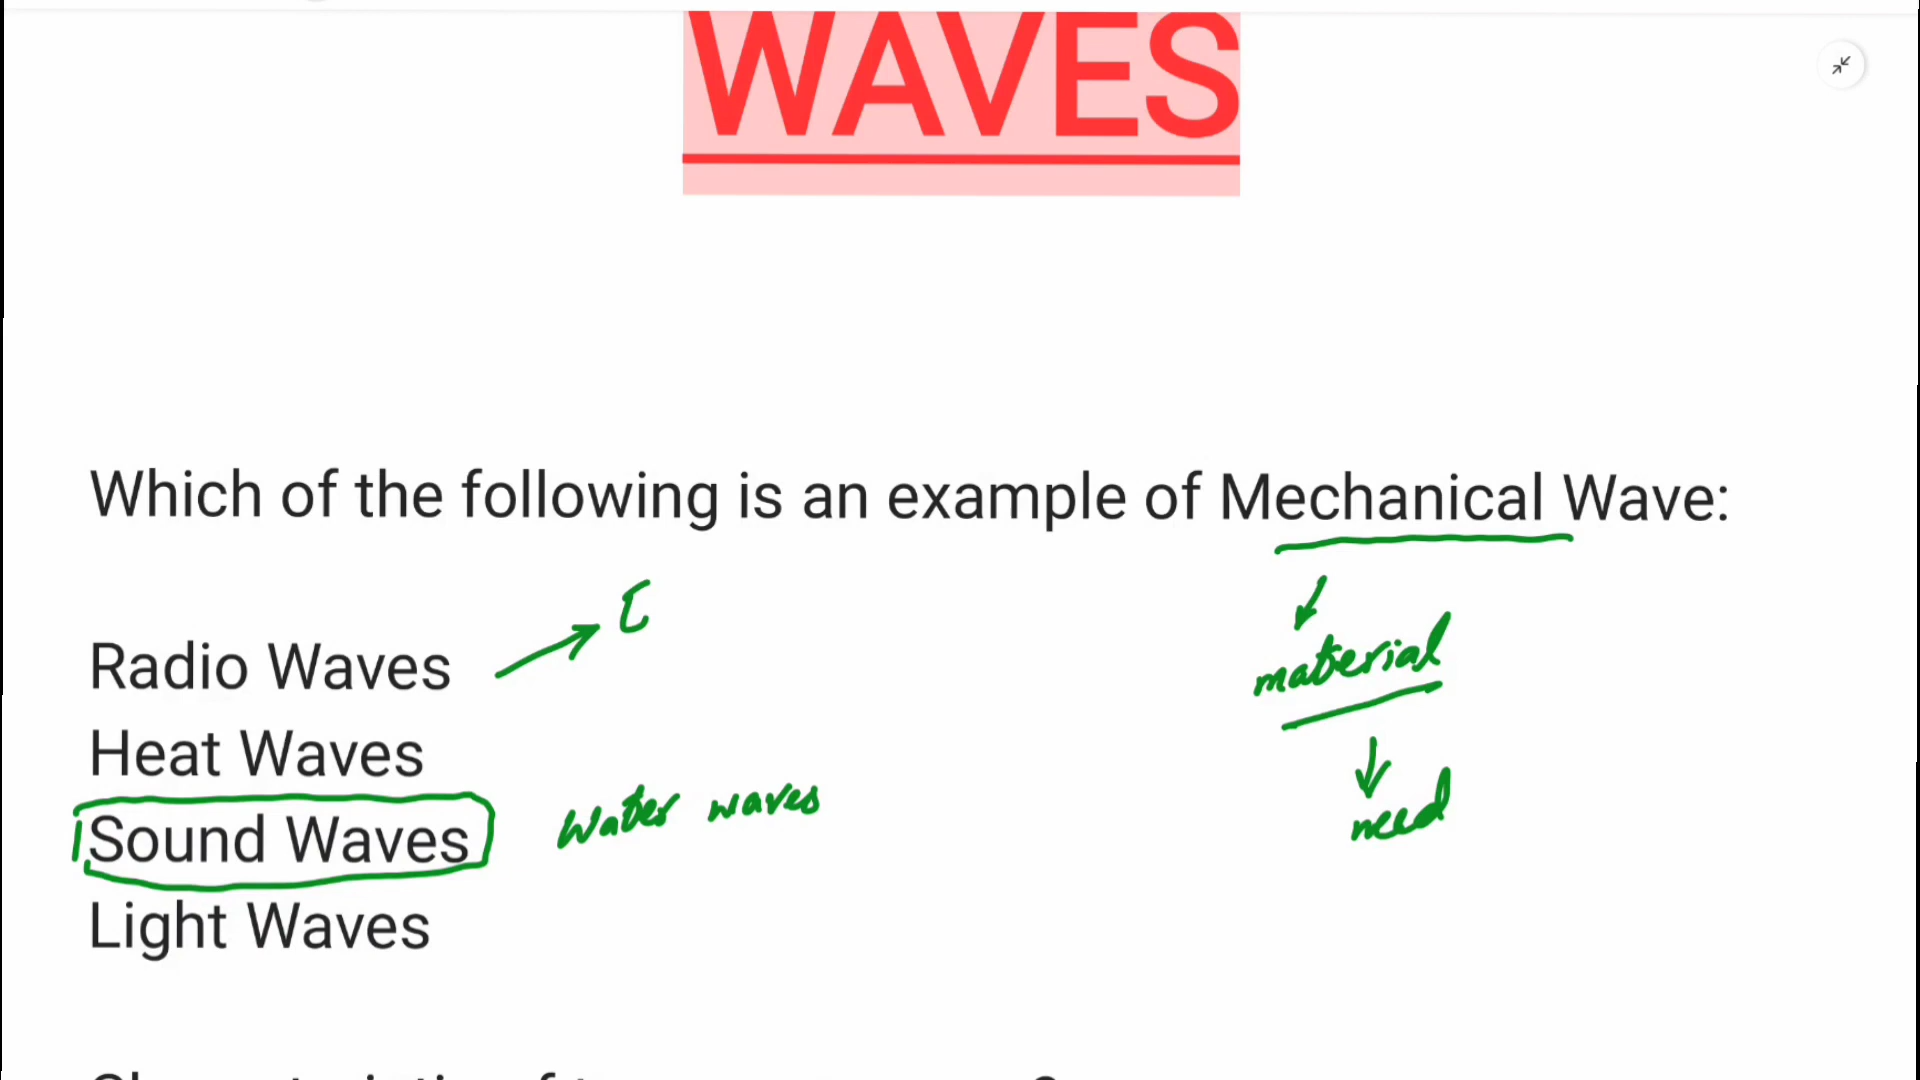 WAVES
Which of the following is an example of Mechanical Wave:
Radio Waves
material
Heat Waves
Sound Waves
Water waves
need
Light Waves